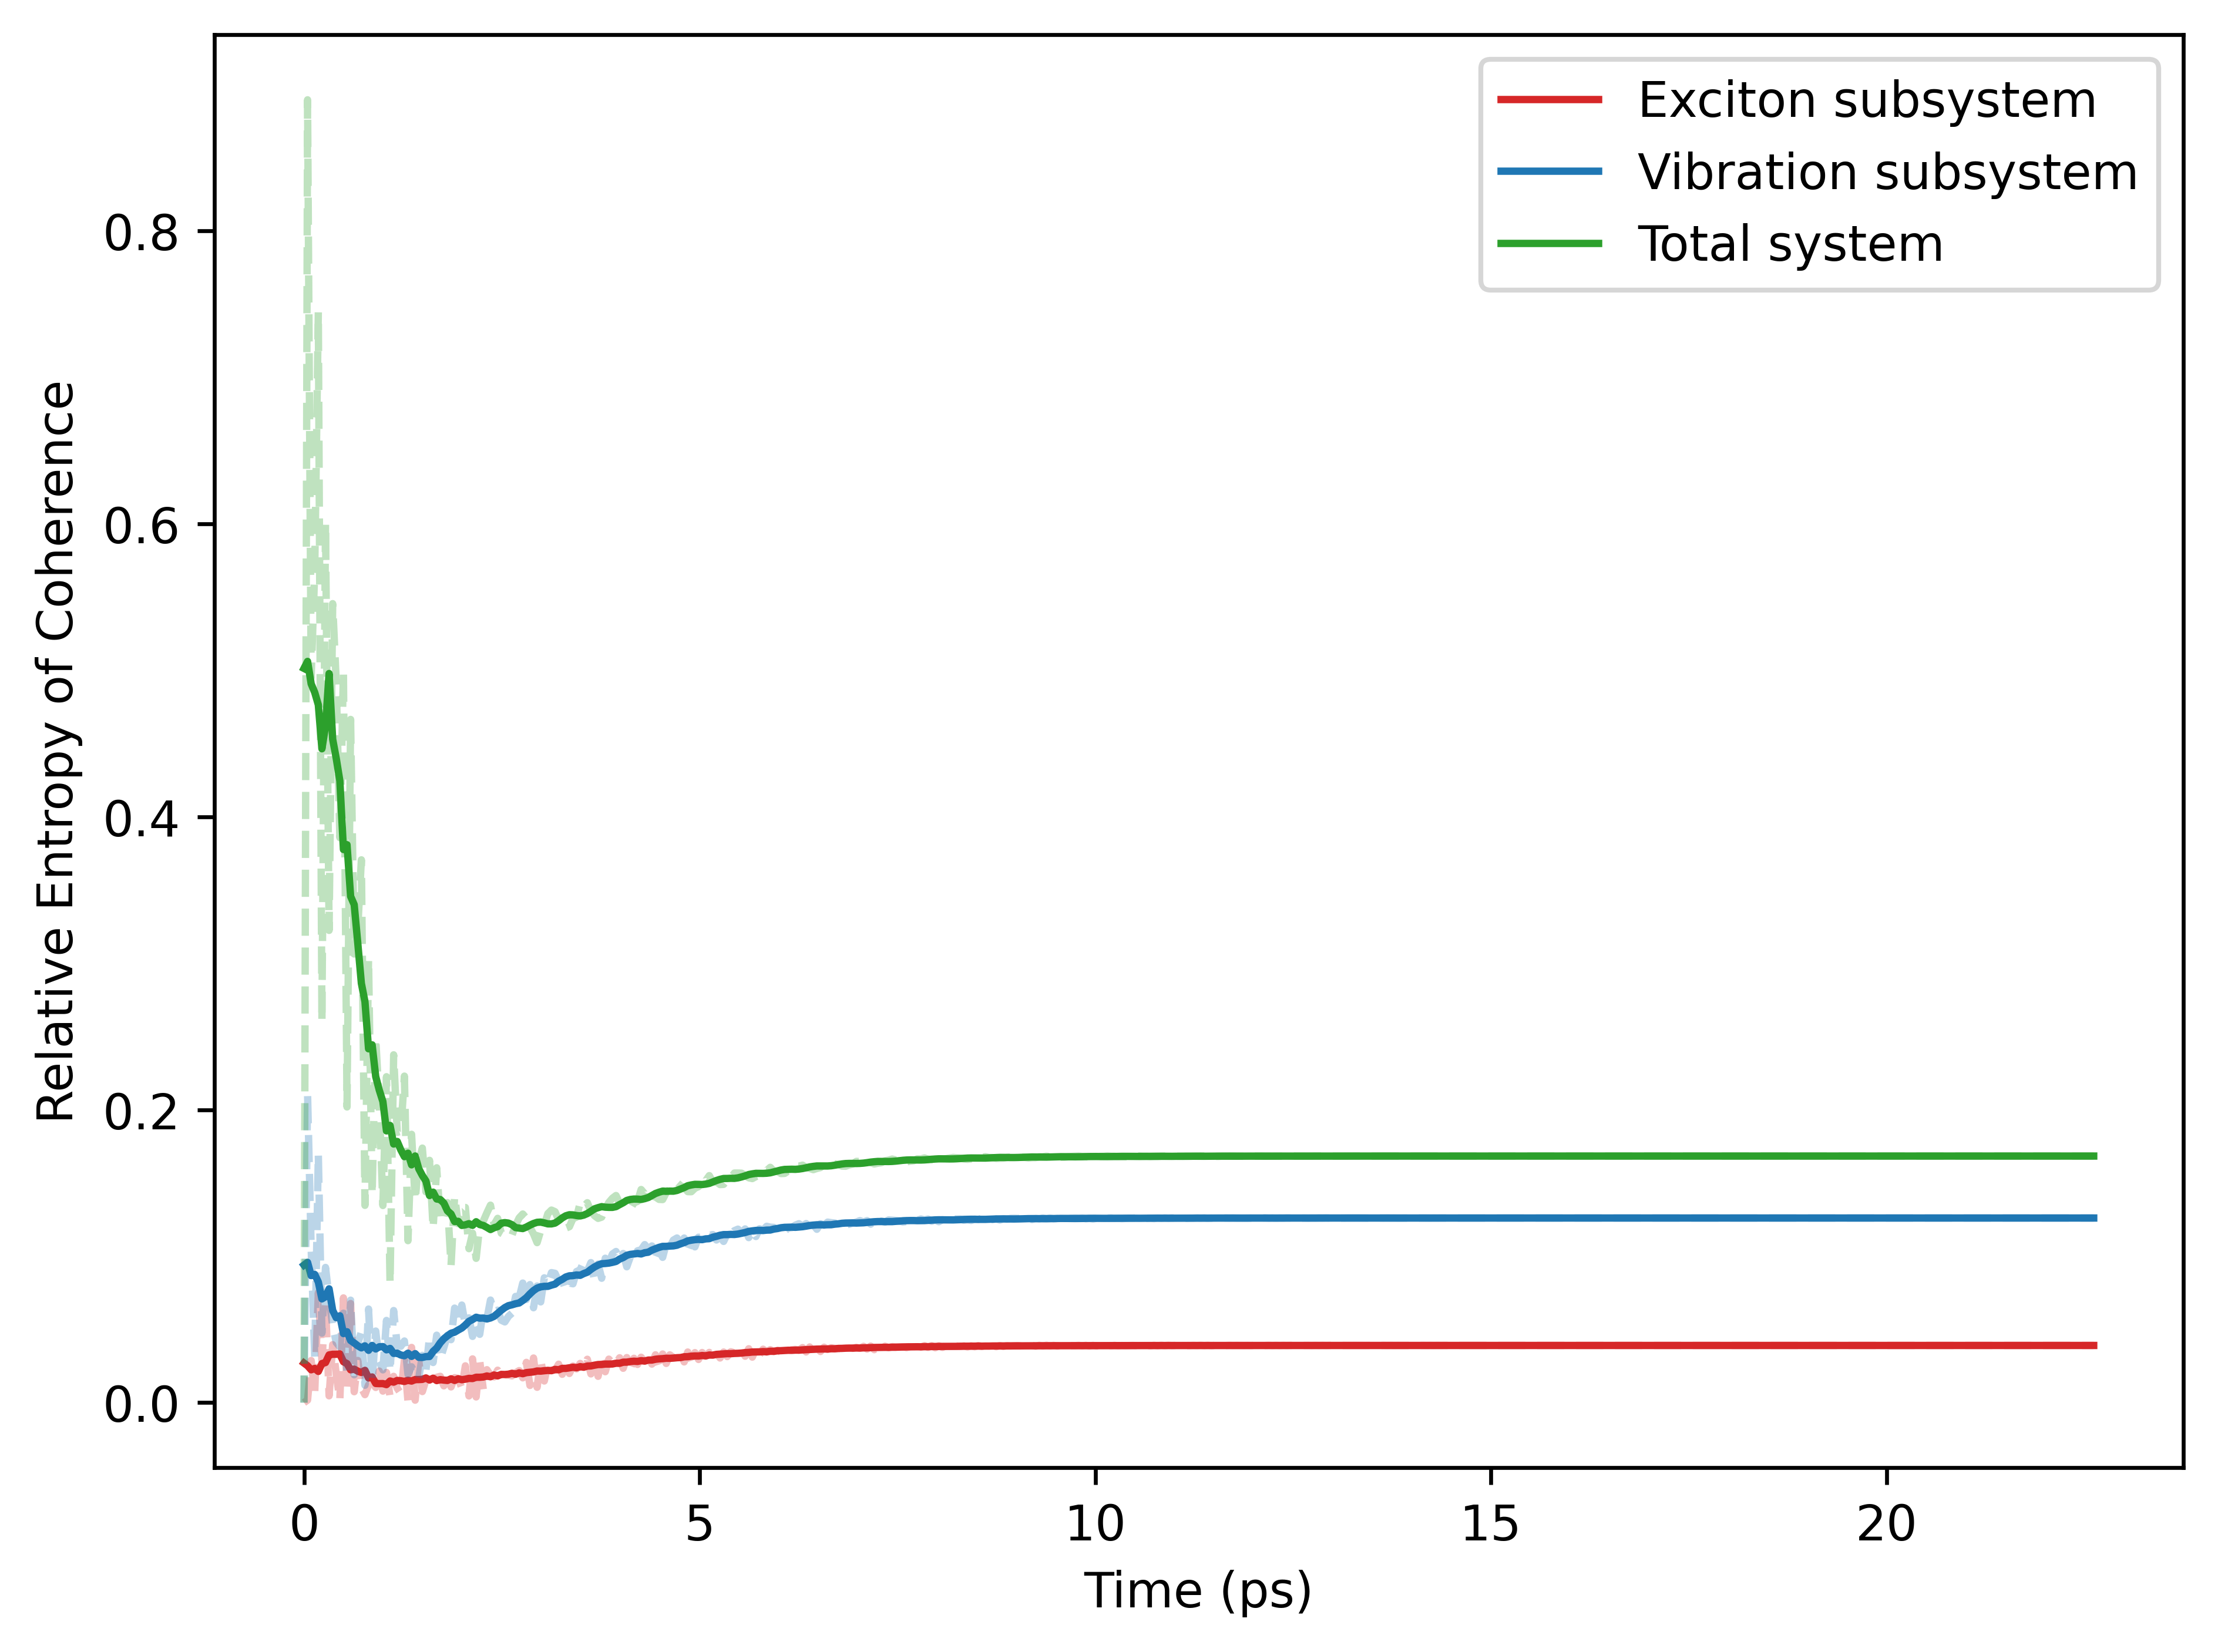 Exciton subsystem
Vibration subsystem
Total system
Relative Entropy of Coherence
0.8
0.6
0.4
0.2
0.0
0
5
10
15
20
Time (ps)